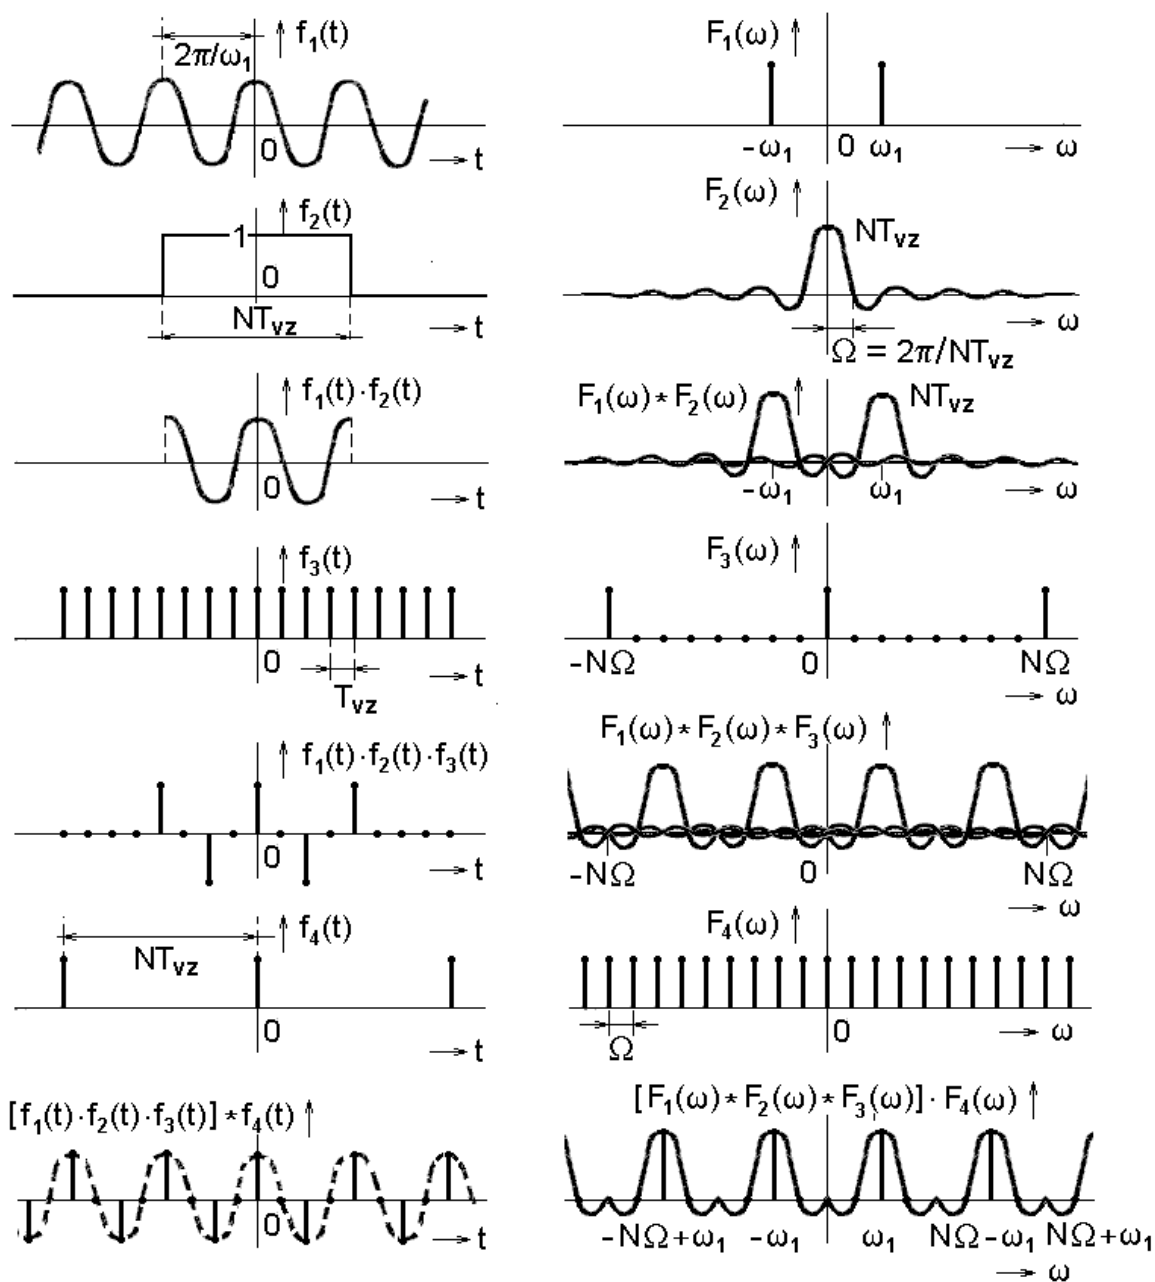 f₁(t)
2π/ω₁
0
t
F₁(ω)
-ω₁ 0 ω₁
ω
f₂(t)
1
0
NTvz
t
F₂(ω)
NTvz
ω
Ω = 2π/NTvz
f₁(t)·f₂(t)
0
t
F₁(ω)*F₂(ω)
NTvz
-ω₁ ω₁
ω
f₃(t)
0
t
Tvz
F₃(ω)
-NΩ 0 NΩ
ω
f₁(t)·f₂(t)·f₃(t)
0
t
F₁(ω)*F₂(ω)*F₃(ω)
-NΩ 0 NΩ
ω
f₄(t)
NTvz
0
t
F₄(ω)
Ω
0
ω
[f₁(t)·f₂(t)·f₃(t)]*f₄(t)
0
t
[F₁(ω)*F₂(ω)*F₃(ω)]·F₄(ω)
-NΩ+ω₁ -ω₁ ω₁ NΩ-ω₁ NΩ+ω₁
ω